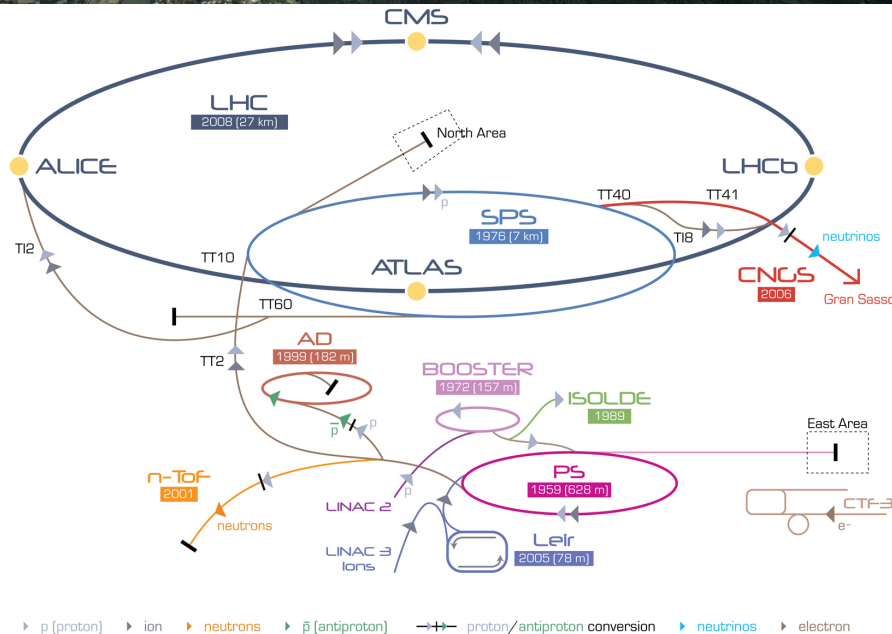 CMS
LHC
2008 (27 km)
North Area
ALICE
LHCb
TT40
TT41
SPS
1976 (7 km)
p
TI8
neutrinos
TI2
TT10
ATLAS
CNGS
2006
Gran Sasso
TT60
AD
1999 (182 m)
TT2
BOOSTER
1972 (157 m)
ISOLDE
1989
p̅
p
East Area
n-ToF
2001
PS
1959 (628 m)
p
LINAC 2
neutrons
CTF-3
e-
LINAC 3
Ions
Leir
2005 (78 m)
p (proton)
ion
neutrons
p̅ (antiproton)
proton/antiproton conversion
neutrinos
electron